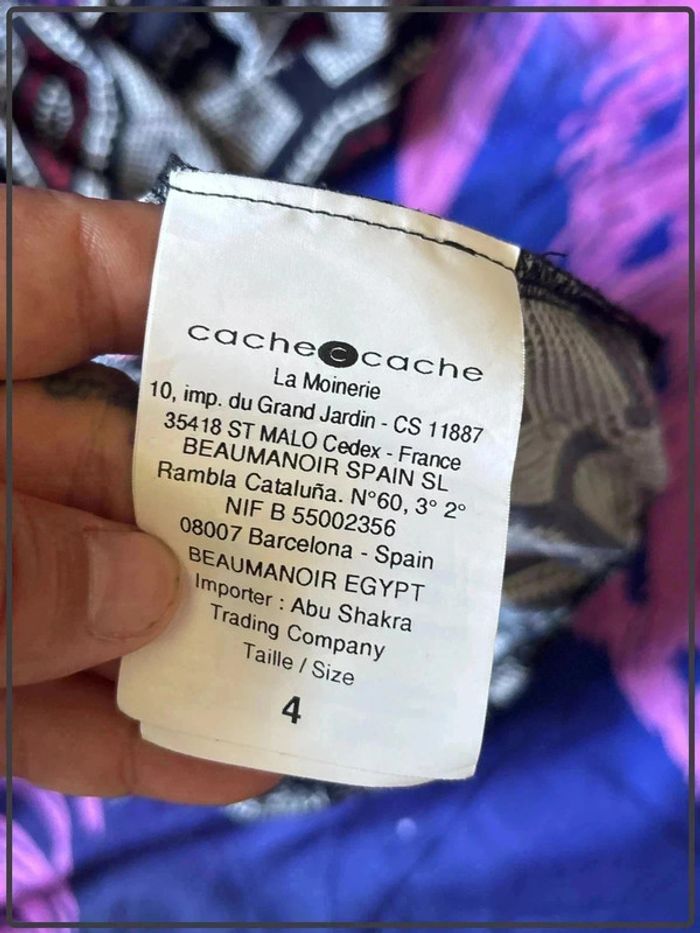 cache c cache
La Moinerie
10, imp. du Grand Jardin - CS 11887
35418 ST MALO Cedex - France
BEAUMANOIR SPAIN SL
Rambla Cataluña. N°60, 3° 2°
NIF B 55002356
08007 Barcelona - Spain
BEAUMANOIR EGYPT
Importer : Abu Shakra
Trading Company
Taille / Size
4